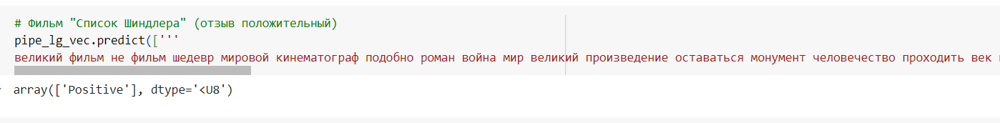 # Фильм "Список Шиндлера" (отзыв положительный)
pipe_lg_vec.predict(['''
великий фильм не фильм шедевр мировой кинематограф подобно роман война мир великий произведение оставаться монумент человечество проходить век
array(['Positive'], dtype='<U8')